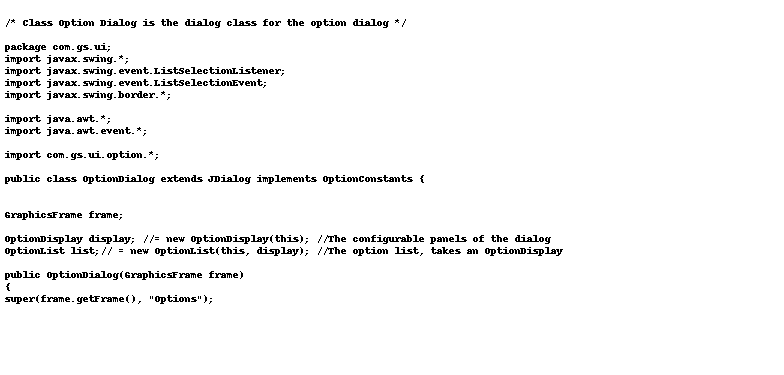 /* Class Option Dialog is the dialog class for the option dialog */
package com.gs.ui;
import javax.swing.*;
import javax.swing.event.ListSelectionListener;
import javax.swing.event.ListSelectionEvent;
import javax.swing.border.*;
import java.awt.*;
import java.awt.event.*;
import com.gs.ui.option.*;
public class OptionDialog extends JDialog implements OptionConstants {
GraphicsFrame frame;
OptionDisplay display; //= new OptionDisplay(this); //The configurable panels of the dialog
OptionList list;// = new OptionList(this, display); //The option list, takes an OptionDisplay
public OptionDialog(GraphicsFrame frame)
{
super(frame.getFrame(), "Options");